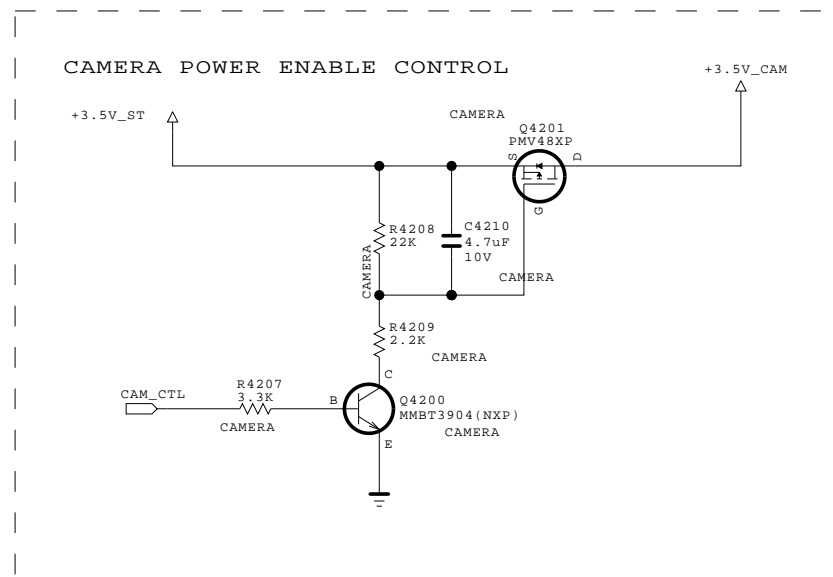 CAMERA POWER ENABLE CONTROL
+3.5V_CAM
+3.5V_ST
CAMERA
Q4201
PMV48XP
S
D
G
R4208
22K
CAMERA
C4210
4.7uF
10V
CAMERA
R4209
2.2K
CAMERA
C
CAM_CTL
R4207
3.3K
B
Q4200
MMBT3904(NXP)
CAMERA
CAMERA
E